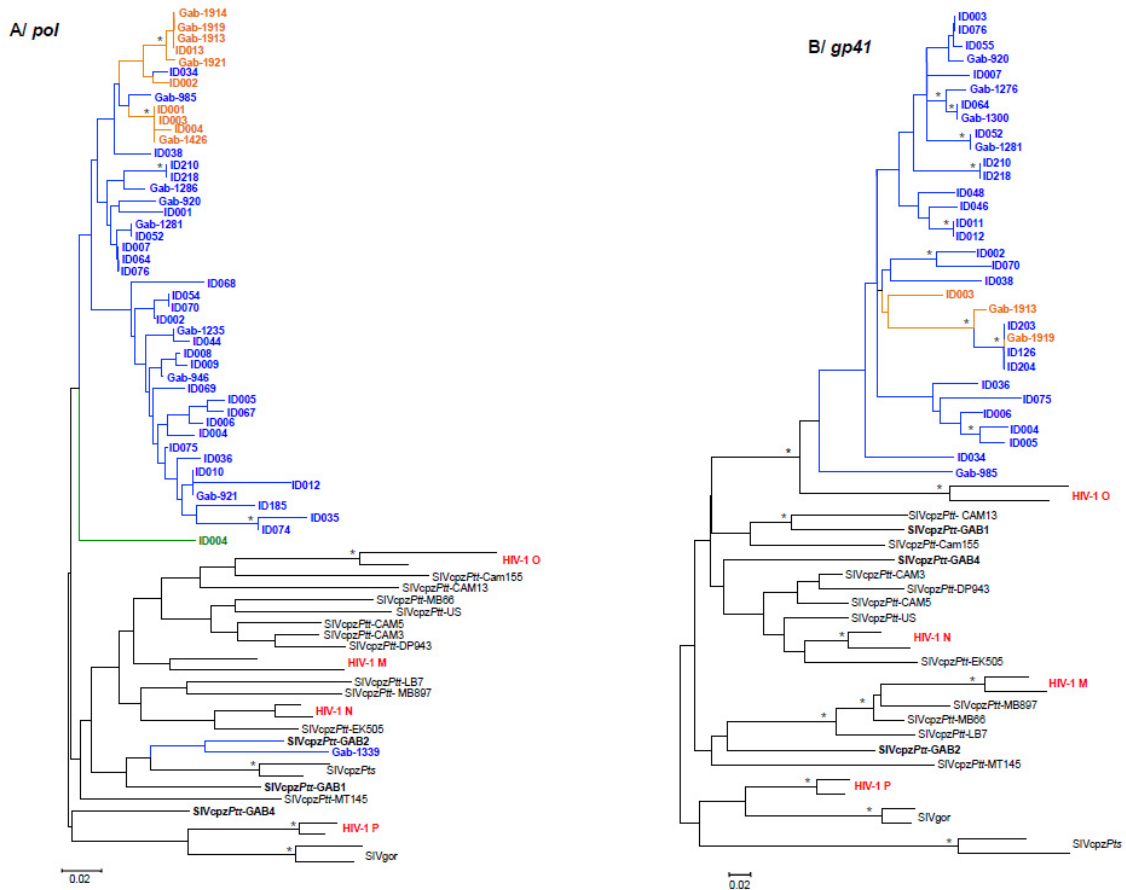 A/ pol
Gab-1914
Gab-1919
*
Gab-1913
ID013
Gab-1921
ID034
ID002
Gab-985
*
ID001
ID003
ID004
Gab-1426
ID038
*
ID210
ID218
Gab-1286
Gab-920
ID001
Gab-1281
ID052
ID007
ID064
ID076
ID068
ID054
ID070
ID002
Gab-1235
ID044
ID008
ID009
Gab-946
ID069
ID005
ID067
ID006
ID004
ID075
ID036
ID010
ID012
Gab-921
ID185
*
ID035
ID074
ID004
*
HIV-1 O
SIVcpzPtt-Cam155
SIVcpzPtt-CAM13
SIVcpzPtt-MB66
SIVcpzPtt-US
SIVcpzPtt-CAM5
SIVcpzPtt-CAM3
SIVcpzPtt-DP943
HIV-1 M
SIVcpzPtt-LB7
SIVcpzPtt- MB897
HIV-1 N
SIVcpzPtt-EK505
SIVcpzPtt-GAB2
Gab-1339
*
SIVcpzPts
SIVcpzPtt-GAB1
SIVcpzPtt-MT145
SIVcpzPtt-GAB4
*
HIV-1 P
*
SIVgor
0.02
B/ gp41
ID003
ID076
ID055
Gab-920
ID007
*
Gab-1276
*
ID064
Gab-1300
*
ID052
Gab-1281
*
ID210
ID218
ID048
ID046
*
ID011
ID012
*
ID002
ID070
ID038
ID003
*
Gab-1913
ID203
*
Gab-1919
ID126
ID204
ID036
ID075
ID006
*
ID004
ID005
ID034
*
Gab-985
*
HIV-1 O
SIVcpzPtt- CAM13
*
SIVcpzPtt-GAB1
SIVcpzPtt-Cam155
SIVcpzPtt-GAB4
SIVcpzPtt-CAM3
SIVcpzPtt-DP943
SIVcpzPtt-CAM5
SIVcpzPtt-US
*
HIV-1 N
SIVcpzPtt-EK505
*
HIV-1 M
*
SIVcpzPtt-MB897
SIVcpzPtt-MB66
*
SIVcpzPtt-LB7
SIVcpzPtt-GAB2
SIVcpzPtt-MT145
*
HIV-1 P
*
SIVgor
*
SIVcpzPts
0.02